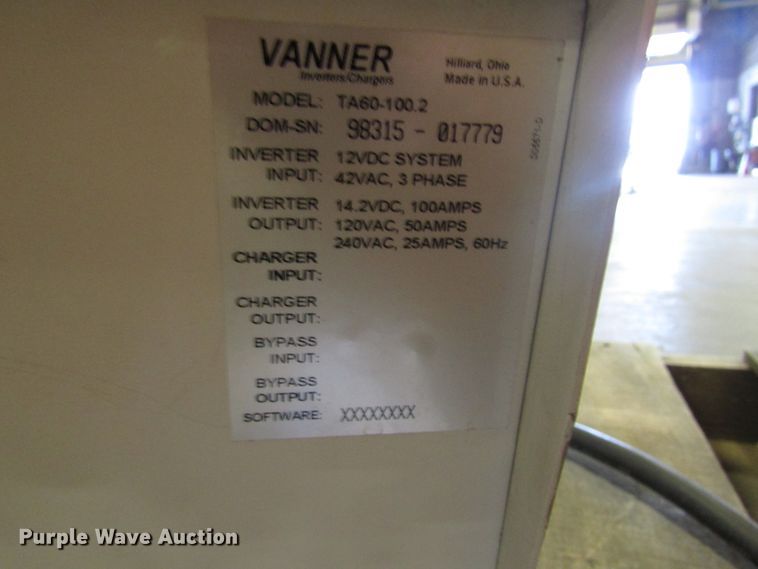 VANNER
Inverters/Chargers
Hilliard, Ohio
Made in U.S.A.
MODEL: TA60-100.2
DOM-SN: 98315 - 017779
INVERTER INPUT: 12VDC SYSTEM
42VAC, 3 PHASE
INVERTER OUTPUT: 14.2VDC, 100AMPS
120VAC, 50AMPS
240VAC, 25AMPS, 60Hz
CHARGER
INPUT:
CHARGER
OUTPUT:
BYPASS
INPUT:
BYPASS
OUTPUT:
SOFTWARE: XXXXXXXX
Purple Wave Auction